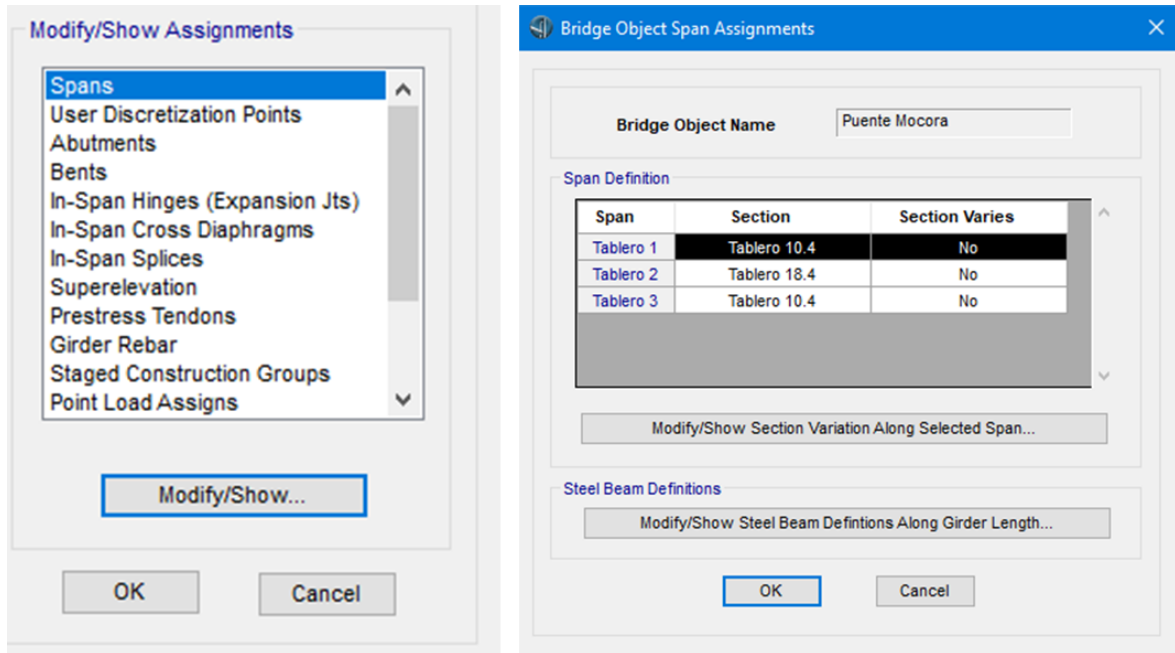 Modify/Show Assignments
Spans
User Discretization Points
Abutments
Bents
In-Span Hinges (Expansion Jts)
In-Span Cross Diaphragms
In-Span Splices
Superelevation
Prestress Tendons
Girder Rebar
Staged Construction Groups
Point Load Assigns
Modify/Show...
OK Cancel
Bridge Object Span Assignments
Bridge Object Name Puente Mocora
Span Definition
Span Section Section Varies
Tablero 1 Tablero 10.4 No
Tablero 2 Tablero 18.4 No
Tablero 3 Tablero 10.4 No
Modify/Show Section Variation Along Selected Span...
Steel Beam Definitions
Modify/Show Steel Beam Defintions Along Girder Length...
OK Cancel